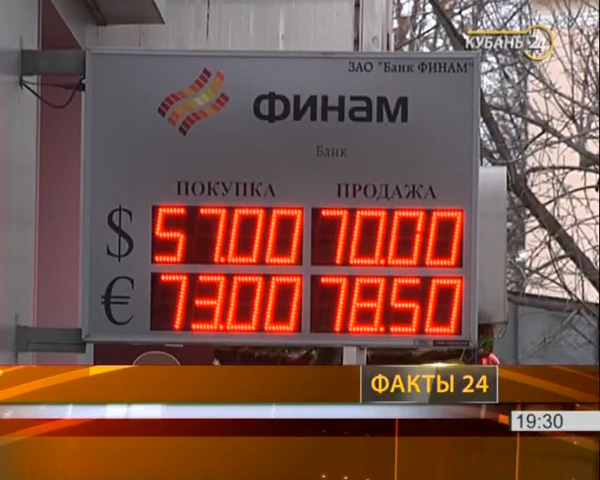 КУБАНЬ 24
ЗАО "Банк ФИНАМ"
ФИНАМ
Банк
ПОКУПКА ПРОДАЖА
$ 57.00 70.00
€ 73.00 78.50
ФАКТЫ 24
19:30